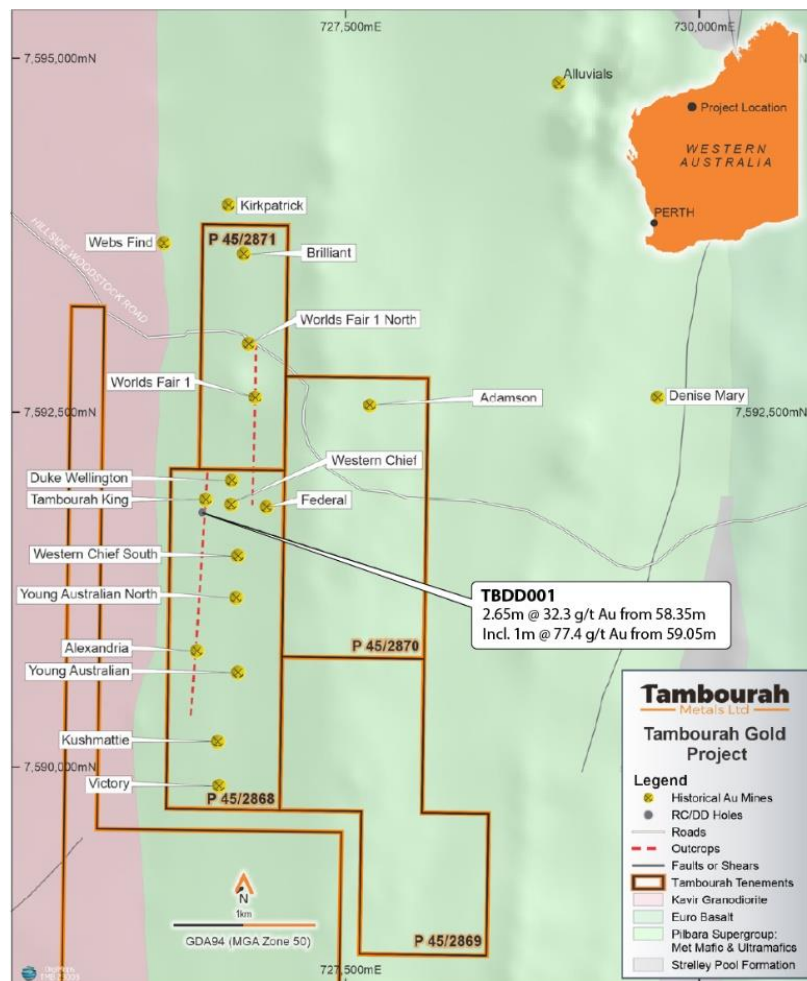 727,500mE
730,000mE
7,595,000mN
Alluvials
Project Location
WESTERN
AUSTRALIA
PERTH
Kirkpatrick
Webs Find
P 45/2871
Brilliant
HILLSIDE-WOODSTOCK ROAD
Worlds Fair 1 North
Worlds Fair 1
Adamson
Denise Mary
7,592,500mN
7,592,500mN
Duke Wellington
Western Chief
Tambourah King
Federal
Western Chief South
TBDD001
2.65m @ 32.3 g/t Au from 58.35m
Incl. 1m @ 77.4 g/t Au from 59.05m
Young Australian North
Alexandria
P 45/2870
Young Australian
Kushmattie
7,590,000mN
Victory
P 45/2868
N
1km
GDA94 (MGA Zone 50)
P 45/2869
727,500mE
Tambourah
Metals Ltd
Tambourah Gold
Project
Legend
Historical Au Mines
RC/DD Holes
Roads
Outcrops
Faults or Shears
Tambourah Tenements
Kavir Granodiorite
Euro Basalt
Pilbara Supergroup:
Met Mafic & Ultramafics
Strelley Pool Formation